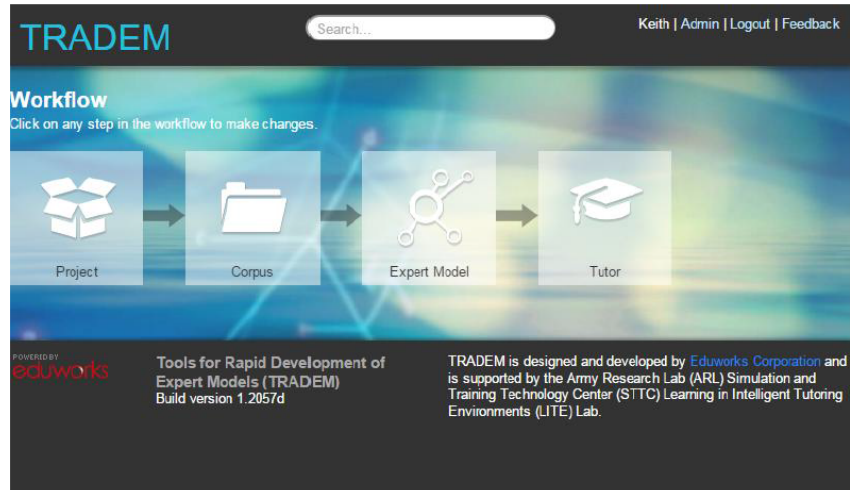 TRADEM
Search...
Keith | Admin | Logout | Feedback
Workflow
Click on any step in the workflow to make changes.
Project
Corpus
Expert Model
Tutor
POWERED BY
eduworks
Tools for Rapid Development of
Expert Models (TRADEM)
Build version 1.2057d
TRADEM is designed and developed by Eduworks Corporation and
is supported by the Army Research Lab (ARL) Simulation and
Training Technology Center (STTC) Learning in Intelligent Tutoring
Environments (LITE) Lab.